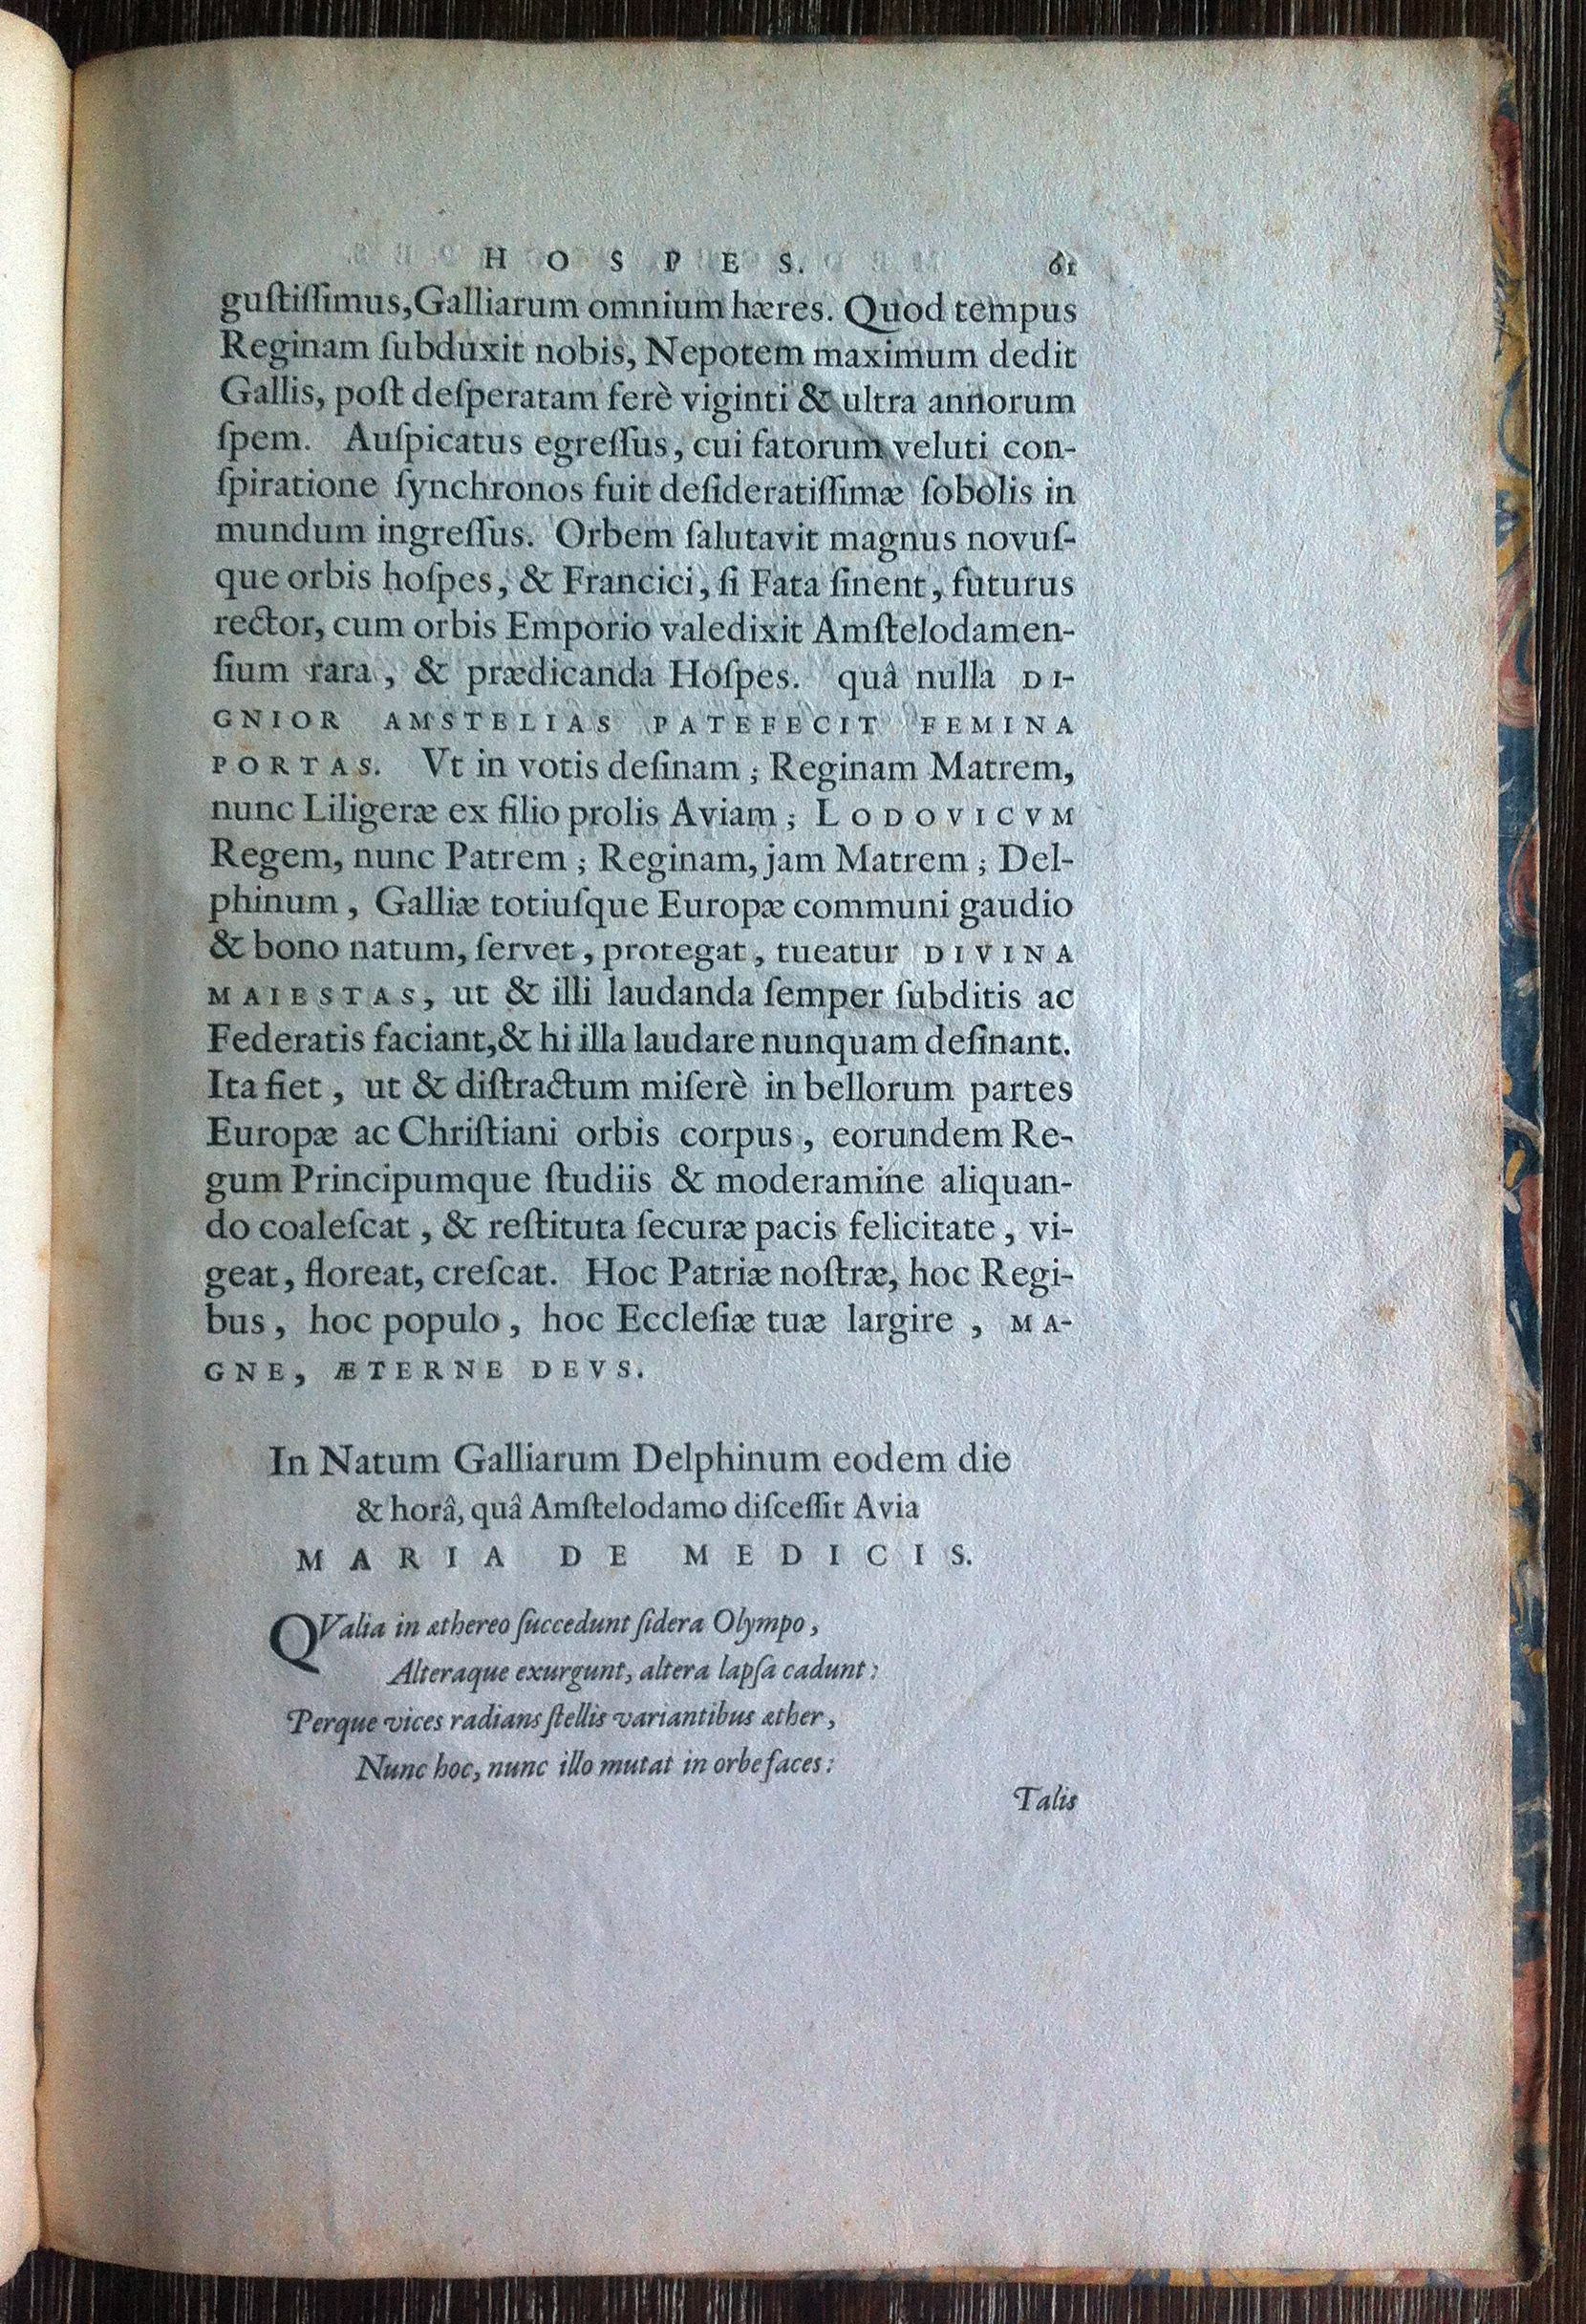 HOSPES. 61
guſtiſſimus, Galliarum omnium hæres. Quod tempus
Reginam ſubduxit nobis, Nepotem maximum dedit
Gallis, poſt deſperatam ferè viginti & ultra annorum
ſpem. Auſpicatus egreſſus, cui fatorum veluti con-
ſpiratione ſynchronos fuit deſideratiſſimæ ſobolis in
mundum ingreſſus. Orbem ſalutavit magnus novuſ-
que orbis hoſpes, & Francici, ſi Fata ſinent, futurus
rector, cum orbis Emporio valedixit Amſtelodamen-
ſium rara, & prædicanda Hoſpes. quâ nulla DI-
GNIOR AMSTELIAS PATEFECIT FEMINA
PORTAS. Vt in votis deſinam; Reginam Matrem,
nunc Liligeræ ex filio prolis Aviam; LODOVICVM
Regem, nunc Patrem; Reginam, jam Matrem; Del-
phinum, Galliæ totiuſque Europæ communi gaudio
& bono natum, ſervet, protegat, tueatur DIVINA
MAIESTAS, ut & illi laudanda ſemper ſubditis ac
Federatis faciant, & hi illa laudare nunquam deſinant.
Ita fiet, ut & diſtractum miſerè in bellorum partes
Europæ ac Chriſtiani orbis corpus, eorundem Re-
gum Principumque ſtudiis & moderamine aliquan-
do coaleſcat, & reſtituta ſecuræ pacis felicitate, vi-
geat, floreat, creſcat. Hoc Patriæ noſtræ, hoc Regi-
bus, hoc populo, hoc Eccleſiæ tuæ largire, MA-
GNE, ÆTERNE DEVS.
In Natum Galliarum Delphinum eodem die
& horâ, quâ Amſtelodamo diſceſſit Avia
MARIA DE MEDICIS.
QValia in æthereo ſuccedunt ſidera Olympo,
Alteraque exurgunt, altera lapſa cadunt:
Perque vices radians ſtellis variantibus æther,
Nunc hoc, nunc illo mutat in orbe faces:
Talis